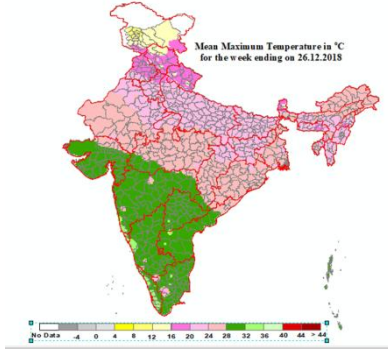 Mean Maximum Temperature in °C
for the week ending on 26.12.2018
No Data -4 0 4 8 12 16 20 24 28 32 36 40 44 > 44